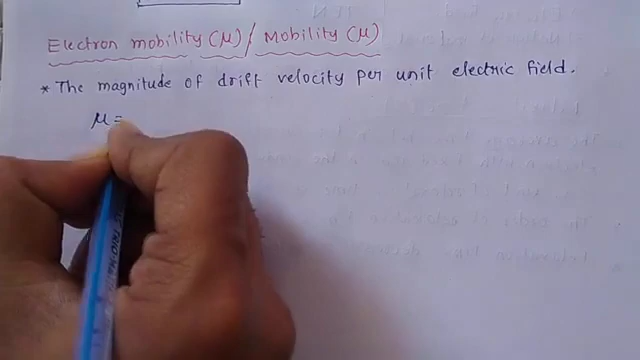 Electron mobility (μ) / Mobility (μ)
* The magnitude of drift velocity per unit electric field.
μ =